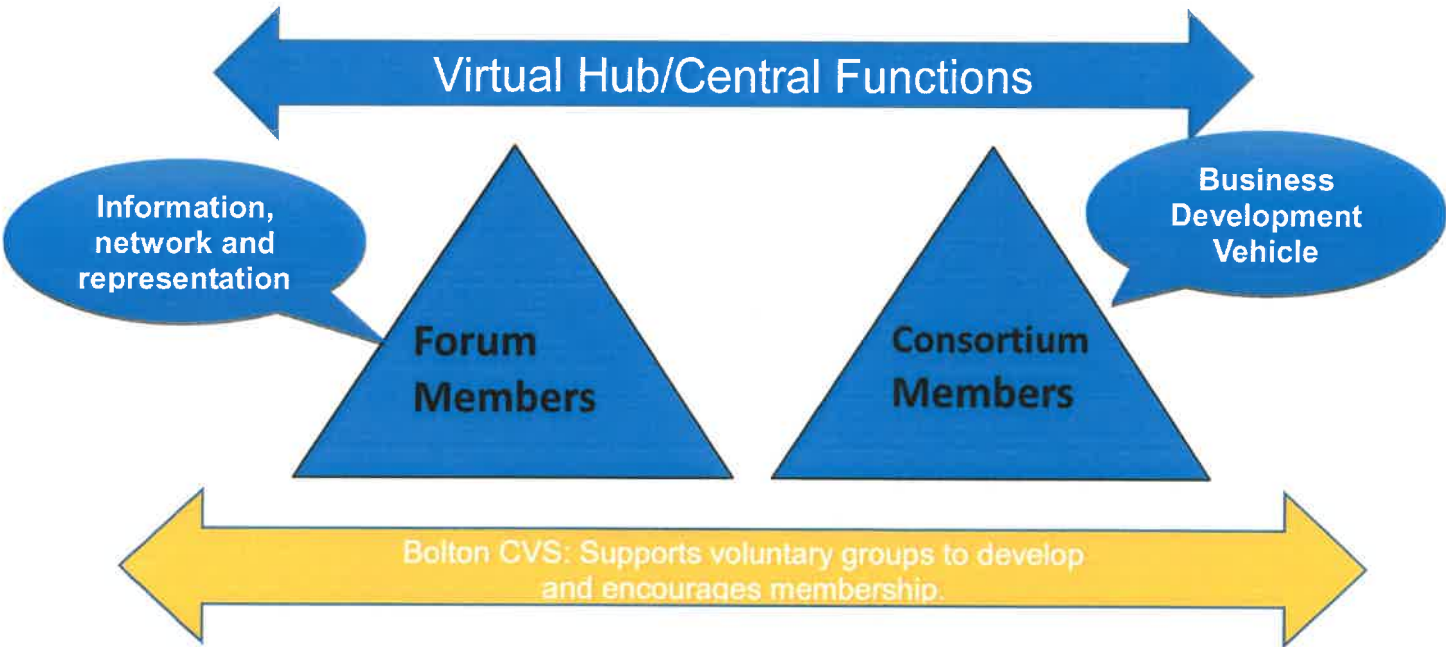 Virtual Hub/Central Functions
Information,
network and
representation
Business
Development
Vehicle
Forum
Members
Consortium
Members
Bolton CVS: Supports voluntary groups to develop
and encourages membership.